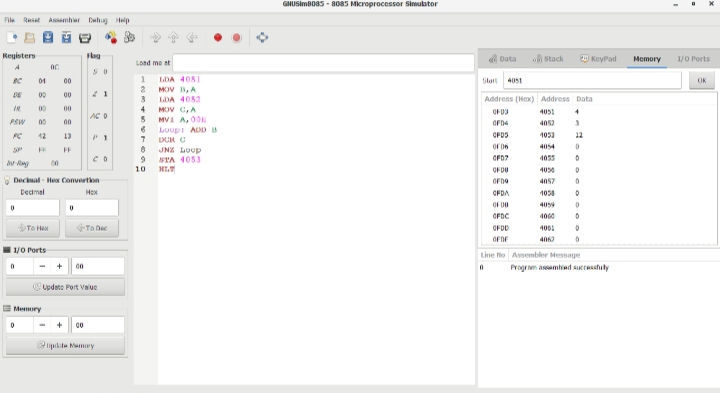 GNUSim8085 - 8085 Microprocessor Simulator
File Reset Assembler Debug Help
Registers
A 0C
BC 04 00
DE 00 00
HL 00 00
PSW 00 00
PC 42 13
SP FF FF
Int-Reg 00
Flag
S 0
Z 1
AC 0
P 1
C 0
Decimal - Hex Convertion
Decimal Hex
0 0
To Hex To Dec
I/O Ports
0 - + 00
Update Port Value
Memory
0 - + 00
Update Memory
Load me at
1 LDA 4051
2 MOV B,A
3 LDA 4052
4 MOV C,A
5 MVI A,00H
6 Loop: ADD B
7 DCR C
8 JNZ Loop
9 STA 4053
10 HLT
Data Stack KeyPad Memory I/O Ports
Start 4051 OK
Address (Hex) Address Data
0FD3 4051 4
0FD4 4052 3
0FD5 4053 12
0FD6 4054 0
0FD7 4055 0
0FD8 4056 0
0FD9 4057 0
0FDA 4058 0
0FDB 4059 0
0FDC 4060 0
0FDD 4061 0
0FDE 4062 0
Line No Assembler Message
0 Program assembled successfully